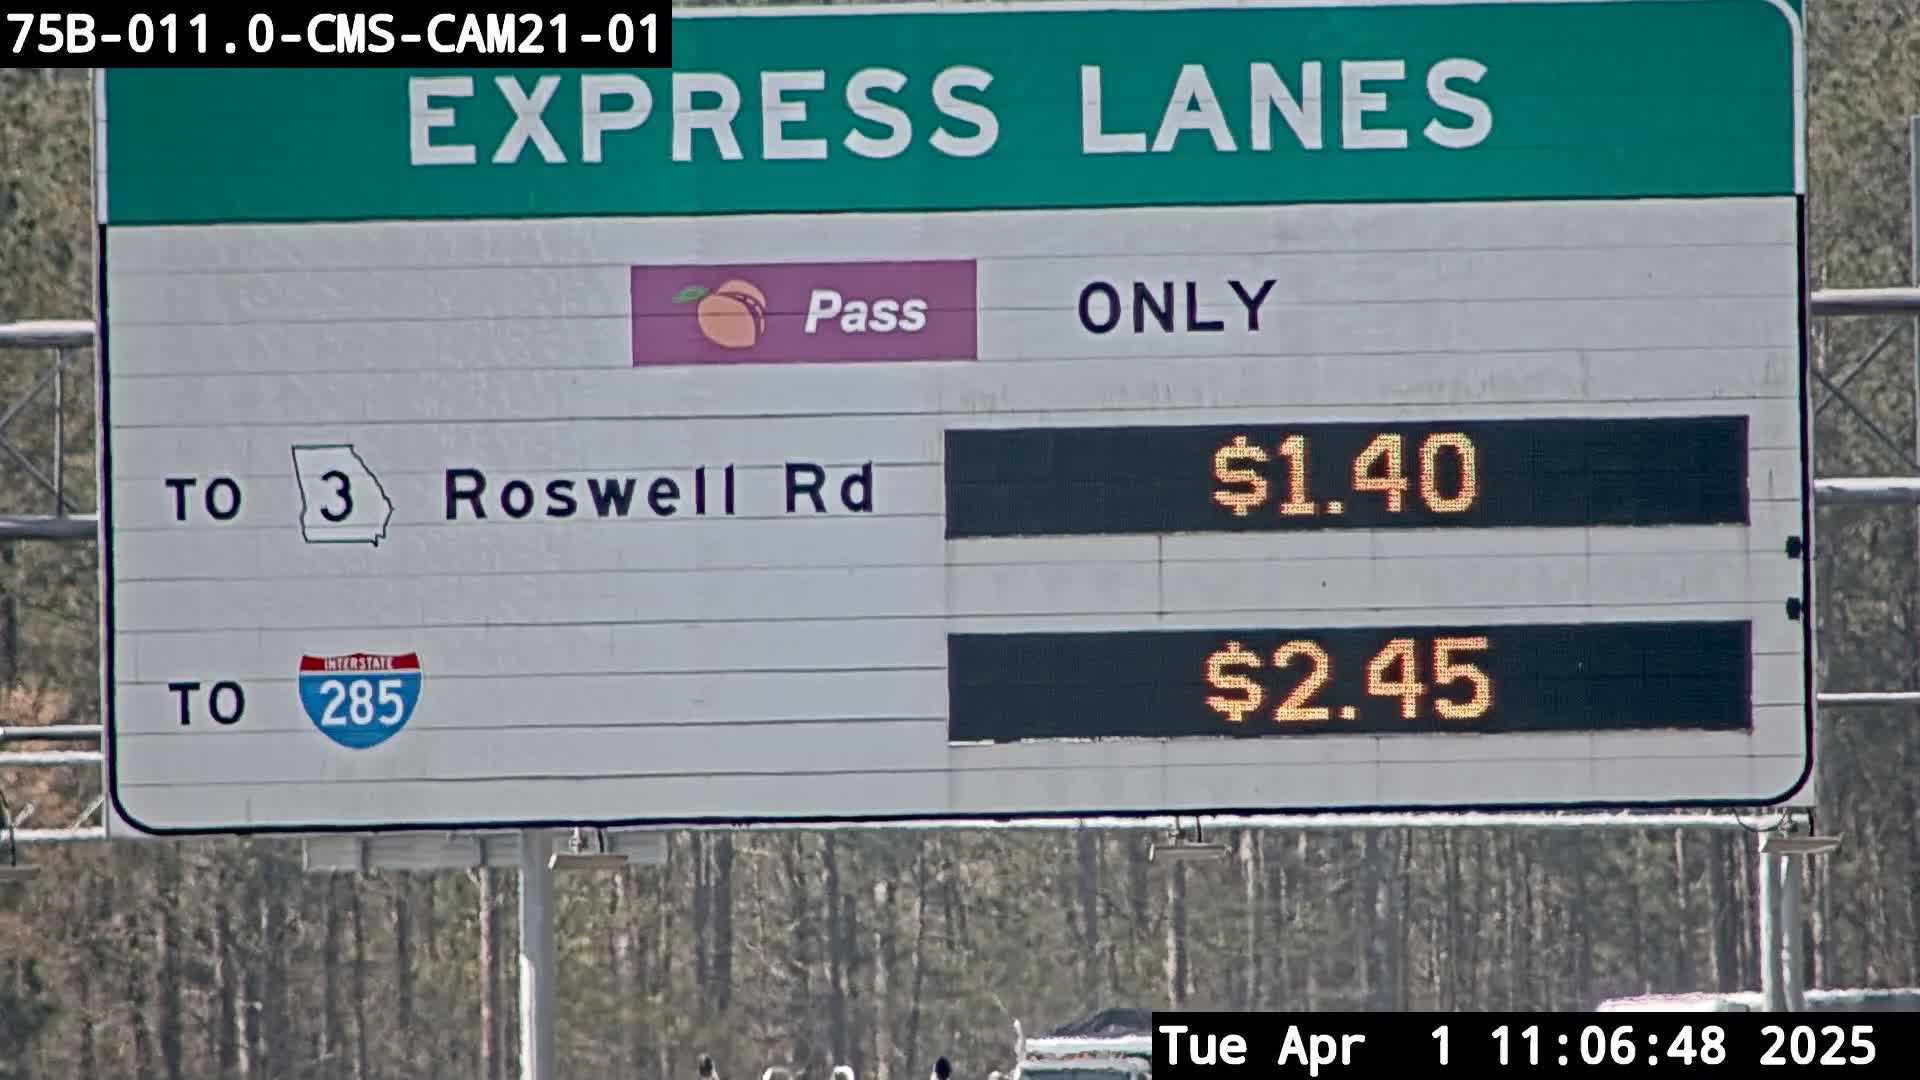 75B-011.0-CMS-CAM21-01
EXPRESS LANES
Pass ONLY
TO 3 Roswell Rd $1.40
INTERSTATE
TO 285 $2.45
Tue Apr 1 11:06:48 2025